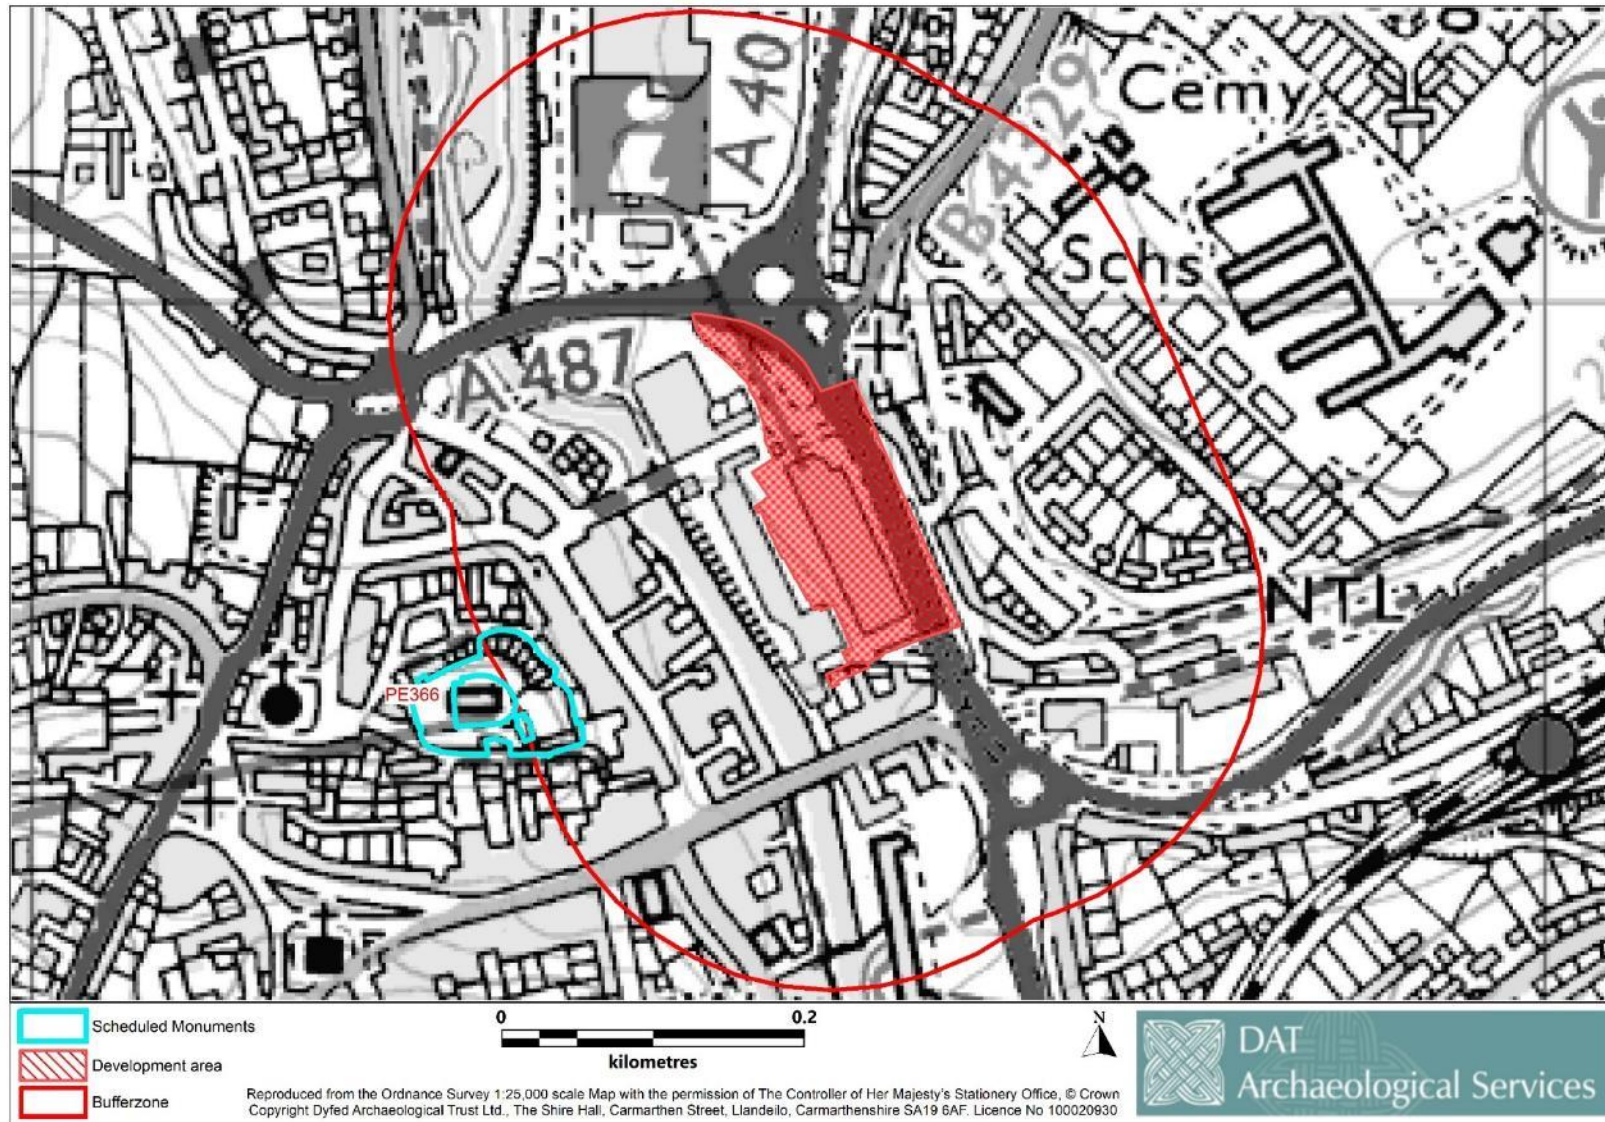 A 40
Cemy
B 4329
Schs
A 487
NTL
PE366
Scheduled Monuments
Development area
Bufferzone
0 0.2
kilometres
N
Reproduced from the Ordnance Survey 1:25,000 scale Map with the permission of The Controller of Her Majesty's Stationery Office, © Crown
Copyright Dyfed Archaeological Trust Ltd., The Shire Hall, Carmarthen Street, Llandeilo, Carmarthenshire SA19 6AF. Licence No 100020930
DAT
Archaeological Services